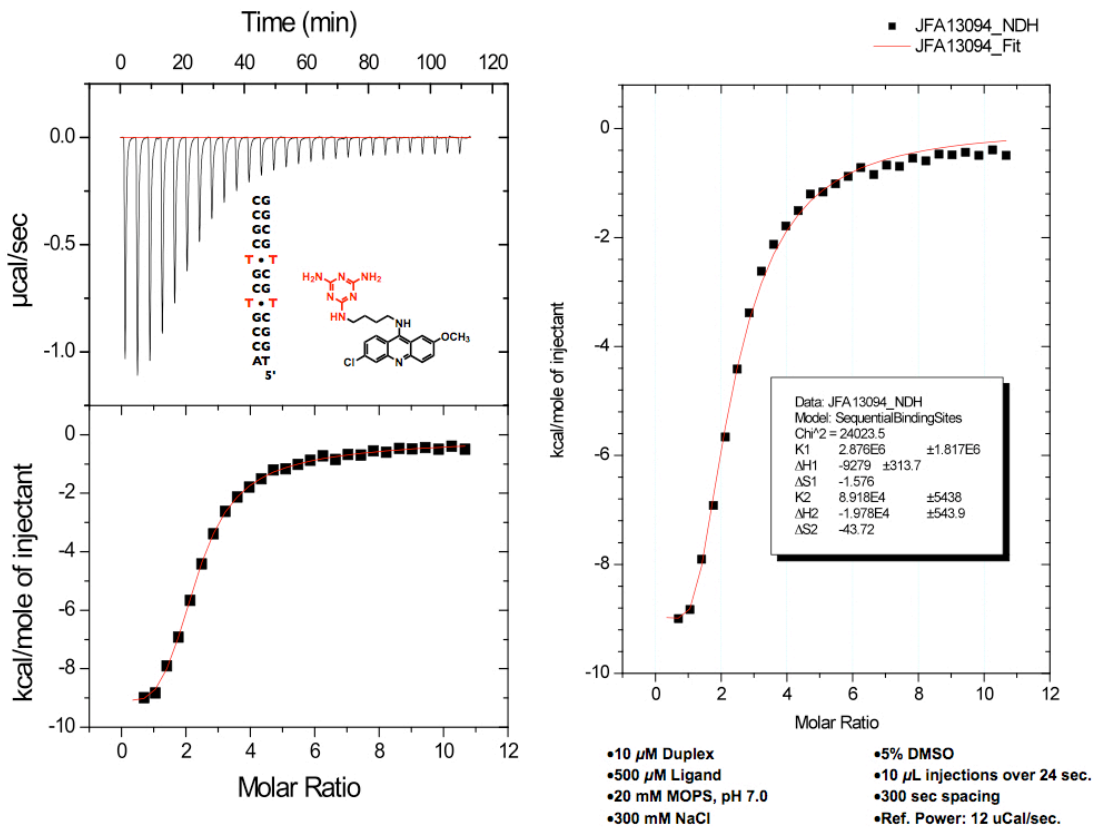 Time (min)
0 20 40 60 80 100 120
0.0
-0.5
-1.0
µcal/sec
CG
CG
GC
CG
T • T
GC
CG
T • T
GC
CG
CG
AT
5'
H₂N
N
NH₂
N
N
HN
NH
OCH₃
Cl
N
0
-2
-4
-6
-8
-10
kcal/mole of injectant
0 2 4 6 8 10 12
Molar Ratio
JFA13094_NDH
JFA13094_Fit
0
-2
-4
-6
-8
-10
kcal/mole of injectant
Data: JFA13094_NDH
Model: SequentialBindingSites
Chi^2 = 24023.5
K1 2.876E6 ±1.817E6
ΔH1 -9279 ±313.7
ΔS1 -1.576
K2 8.918E4 ±5438
ΔH2 -1.978E4 ±543.9
ΔS2 -43.72
0 2 4 6 8 10 12
Molar Ratio
•10 µM Duplex
•500 µM Ligand
•20 mM MOPS, pH 7.0
•300 mM NaCl
•5% DMSO
•10 µL injections over 24 sec.
•300 sec spacing
•Ref. Power: 12 uCal/sec.